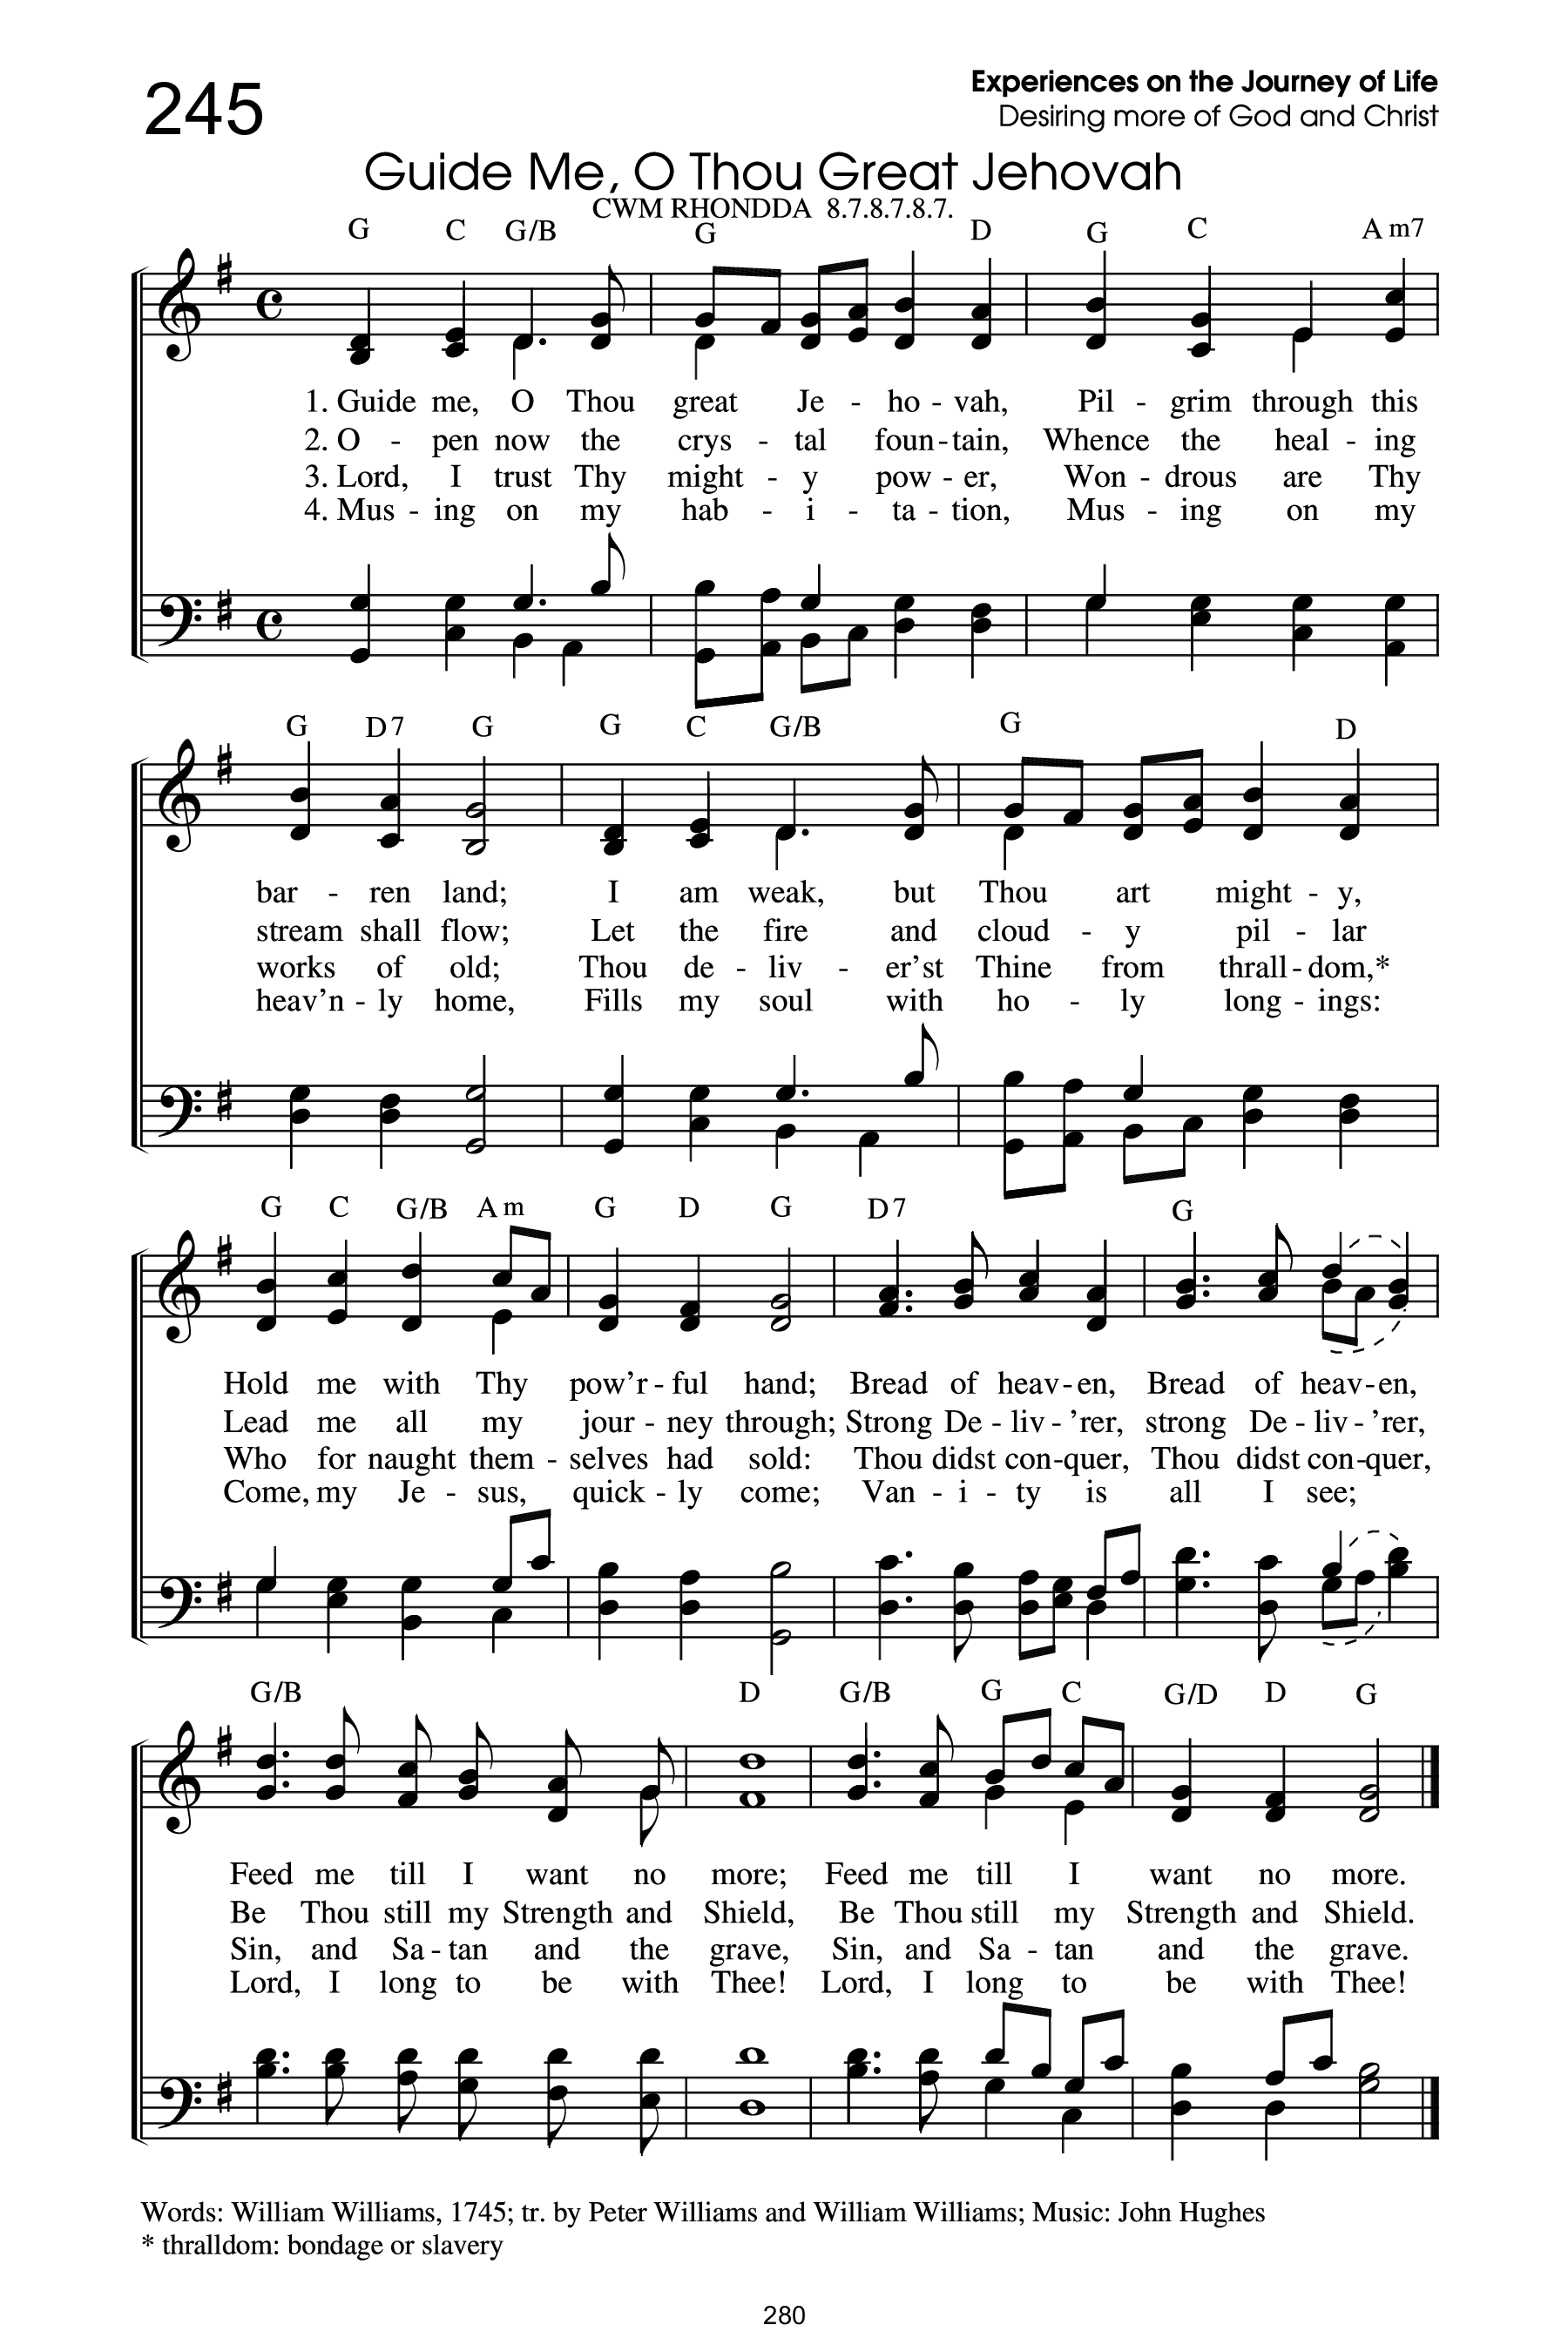 245
Experiences on the Journey of Life
Desiring more of God and Christ
Guide Me, O Thou Great Jehovah
CWM RHONDDA 8.7.8.7.8.7.
G C G/B G D G C A m7
1. Guide me, O Thou great Je - ho - vah, Pil - grim through this
2. O - pen now the crys - tal foun - tain, Whence the heal - ing
3. Lord, I trust Thy might - y pow - er, Won - drous are Thy
4. Mus - ing on my hab - i - ta - tion, Mus - ing on my
G D 7 G G C G/B G D
bar - ren land; I am weak, but Thou art might - y,
stream shall flow; Let the fire and cloud - y pil - lar
works of old; Thou de - liv - er'st Thine from thrall - dom,*
heav'n - ly home, Fills my soul with ho - ly long - ings:
G C G/B A m G D G D 7 G
Hold me with Thy pow'r - ful hand; Bread of heav - en, Bread of heav - en,
Lead me all my jour - ney through; Strong De - liv - 'rer, strong De - liv - 'rer,
Who for naught them - selves had sold: Thou didst con - quer, Thou didst con - quer,
Come, my Je - sus, quick - ly come; Van - i - ty is all I see;
G/B D G/B G C G/D D G
Feed me till I want no more; Feed me till I want no more.
Be Thou still my Strength and Shield, Be Thou still my Strength and Shield.
Sin, and Sa - tan and the grave, Sin, and Sa - tan and the grave.
Lord, I long to be with Thee! Lord, I long to be with Thee!
Words: William Williams, 1745; tr. by Peter Williams and William Williams; Music: John Hughes
* thralldom: bondage or slavery
280